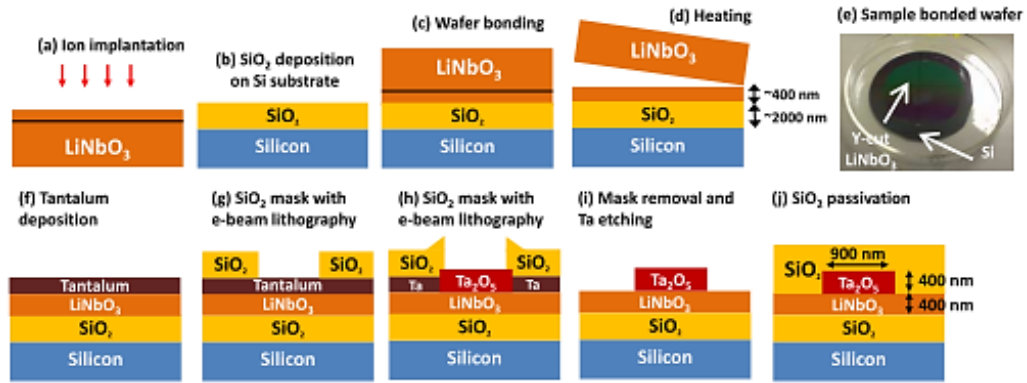 (a) Ion implantation
LiNbO₃
(b) SiO₂ deposition
on Si substrate
SiO₂
Silicon
(c) Wafer bonding
LiNbO₃
SiO₂
Silicon
(d) Heating
LiNbO₃
~400 nm
~2000 nm
SiO₂
Silicon
(e) Sample bonded wafer
Y-cut
LiNbO₃
Si
(f) Tantalum
deposition
Tantalum
LiNbO₃
SiO₂
Silicon
(g) SiO₂ mask with
e-beam lithography
SiO₂ SiO₂
Tantalum
LiNbO₃
SiO₂
Silicon
(h) SiO₂ mask with
e-beam lithography
SiO₂ SiO₂
Ta Ta₂O₅ Ta
LiNbO₃
SiO₂
Silicon
(i) Mask removal and
Ta etching
Ta₂O₅
LiNbO₃
SiO₂
Silicon
(j) SiO₂ passivation
900 nm
SiO₂
Ta₂O₅ 400 nm
LiNbO₃ 400 nm
SiO₂
Silicon